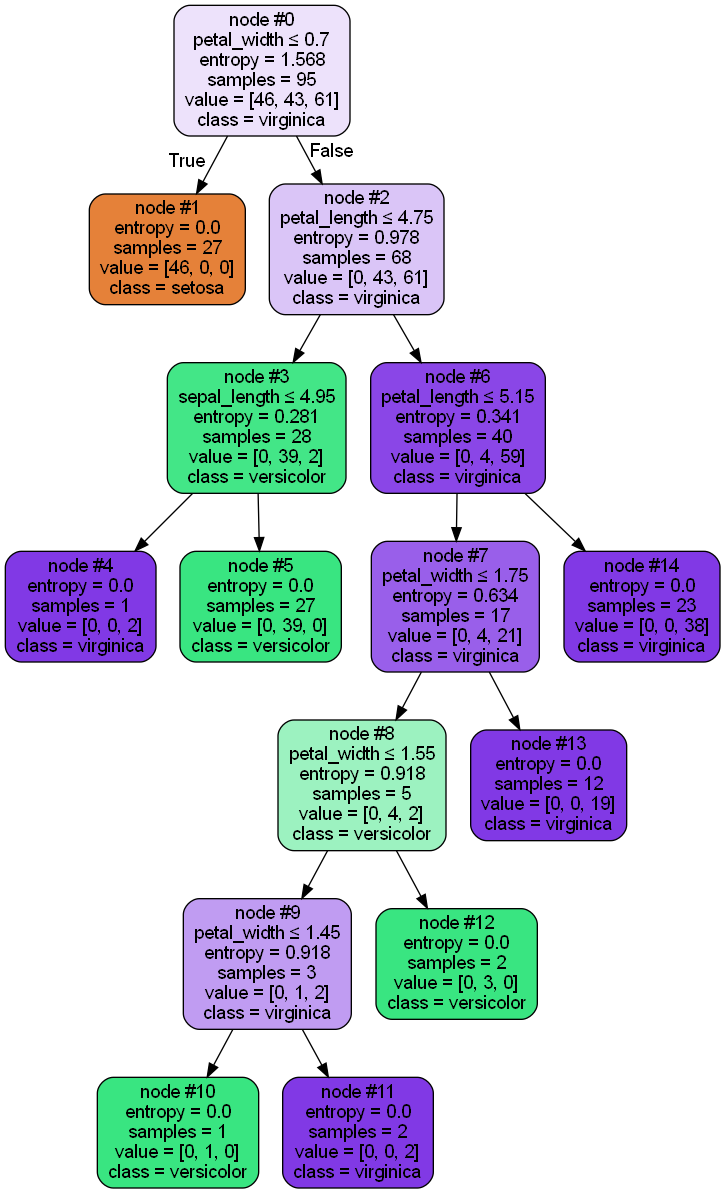 node #0
petal_width ≤ 0.7
entropy = 1.568
samples = 95
value = [46, 43, 61]
class = virginica
True
False
node #1
entropy = 0.0
samples = 27
value = [46, 0, 0]
class = setosa
node #2
petal_length ≤ 4.75
entropy = 0.978
samples = 68
value = [0, 43, 61]
class = virginica
node #3
sepal_length ≤ 4.95
entropy = 0.281
samples = 28
value = [0, 39, 2]
class = versicolor
node #6
petal_length ≤ 5.15
entropy = 0.341
samples = 40
value = [0, 4, 59]
class = virginica
node #4
entropy = 0.0
samples = 1
value = [0, 0, 2]
class = virginica
node #5
entropy = 0.0
samples = 27
value = [0, 39, 0]
class = versicolor
node #7
petal_width ≤ 1.75
entropy = 0.634
samples = 17
value = [0, 4, 21]
class = virginica
node #14
entropy = 0.0
samples = 23
value = [0, 0, 38]
class = virginica
node #8
petal_width ≤ 1.55
entropy = 0.918
samples = 5
value = [0, 4, 2]
class = versicolor
node #13
entropy = 0.0
samples = 12
value = [0, 0, 19]
class = virginica
node #9
petal_width ≤ 1.45
entropy = 0.918
samples = 3
value = [0, 1, 2]
class = virginica
node #12
entropy = 0.0
samples = 2
value = [0, 3, 0]
class = versicolor
node #10
entropy = 0.0
samples = 1
value = [0, 1, 0]
class = versicolor
node #11
entropy = 0.0
samples = 2
value = [0, 0, 2]
class = virginica